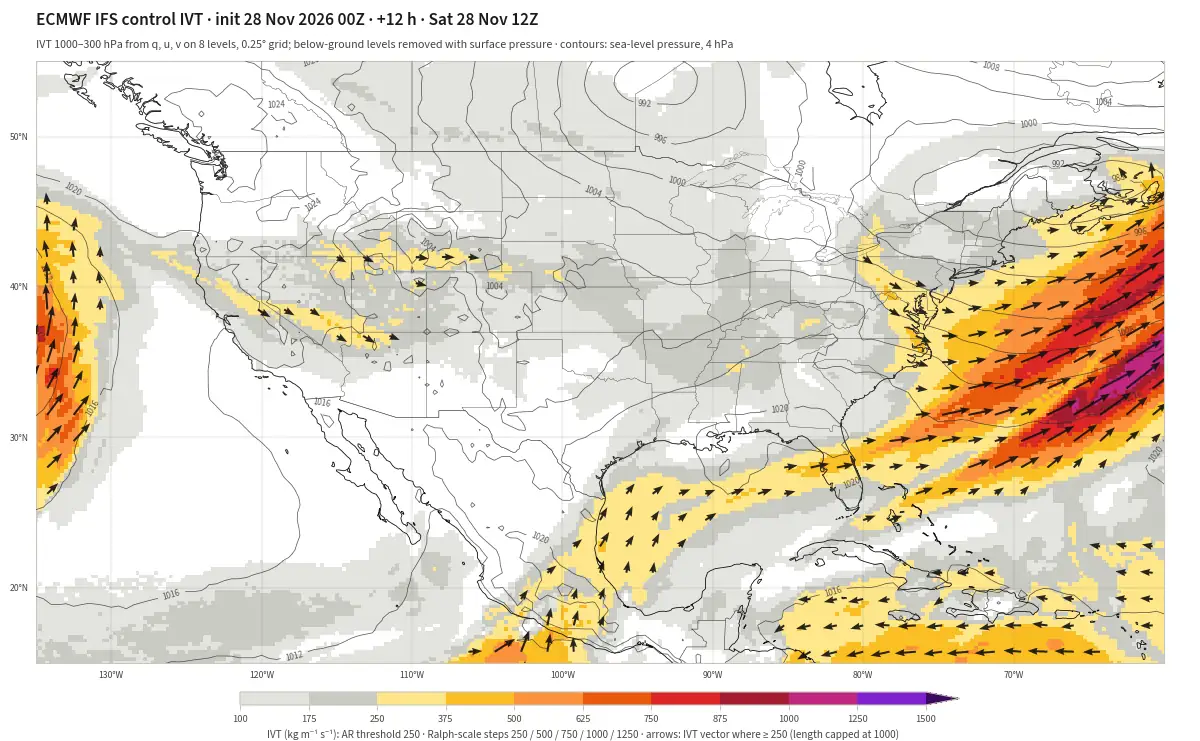 ECMWF IFS control IVT · init 28 Nov 2026 00Z · +12 h · Sat 28 Nov 12Z
IVT 1000–300 hPa from q, u, v on 8 levels, 0.25° grid; below-ground levels removed with surface pressure · contours: sea-level pressure, 4 hPa
1008
1024
992
1004
1000
50°N
996
1000
992
1020
1004
1000
1024
1004
996
40°N
1004
1016
1016
1020
30°N
1020
1020
1020
20°N
1016
1016
1012
130°W 120°W 110°W 100°W 90°W 80°W 70°W
100 175 250 375 500 625 750 875 1000 1250 1500
IVT (kg m⁻¹ s⁻¹): AR threshold 250 · Ralph-scale steps 250 / 500 / 750 / 1000 / 1250 · arrows: IVT vector where ≥ 250 (length capped at 1000)